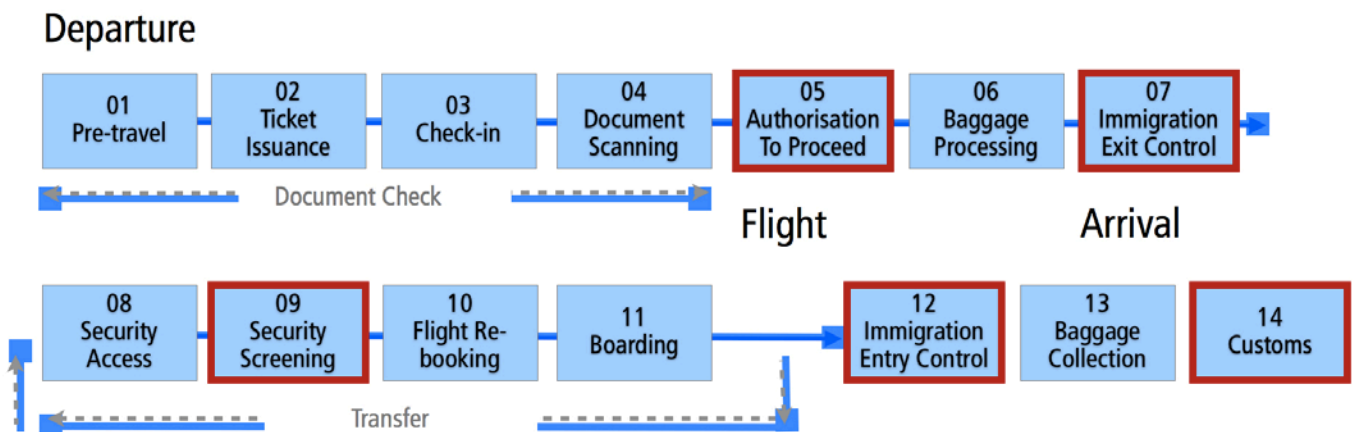 Departure
01
Pre-travel
02
Ticket
Issuance
03
Check-in
04
Document
Scanning
05
Authorisation
To Proceed
06
Baggage
Processing
07
Immigration
Exit Control
Document Check
Flight
Arrival
08
Security
Access
09
Security
Screening
10
Flight Re-
booking
11
Boarding
12
Immigration
Entry Control
13
Baggage
Collection
14
Customs
Transfer